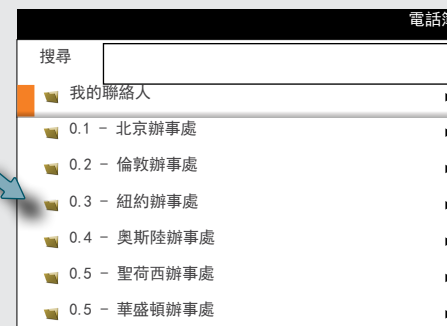 電話簿
搜尋
我的聯絡人
0.1 - 北京辦事處
0.2 - 倫敦辦事處
0.3 - 紐約辦事處
0.4 - 奧斯陸辦事處
0.5 - 聖荷西辦事處
0.5 - 華盛頓辦事處